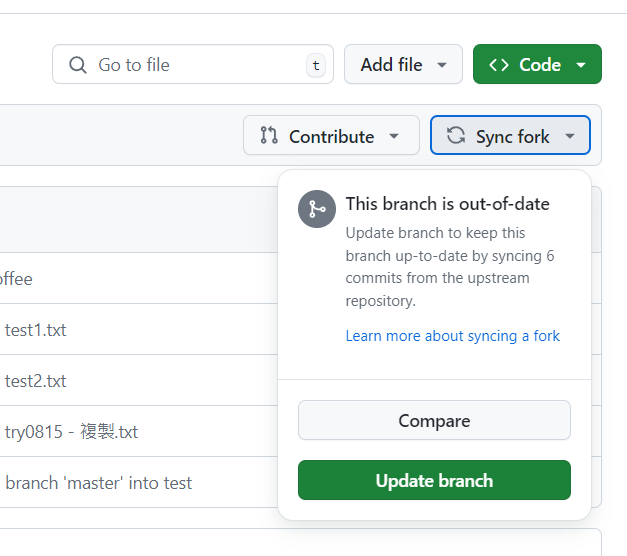 Go to file
t
Add file
Code
Contribute
Sync fork
This branch is out-of-date
Update branch to keep this
branch up-to-date by syncing 6
commits from the upstream
repository.
Learn more about syncing a fork
Compare
Update branch
offee
test1.txt
test2.txt
try0815 - 複製.txt
branch 'master' into test